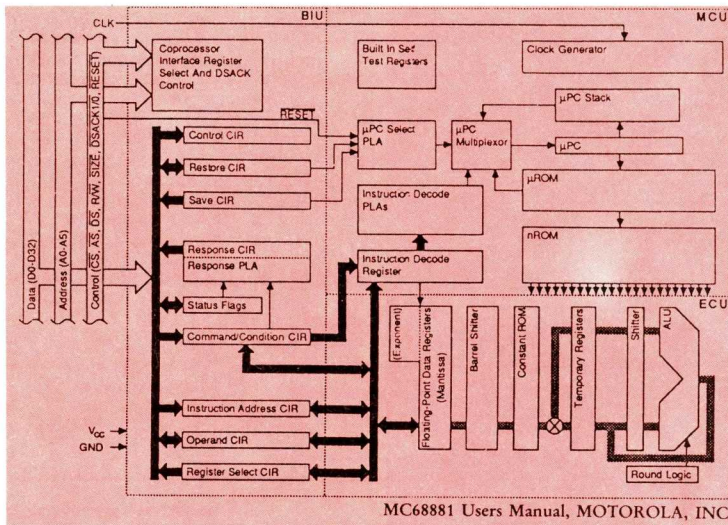 BIU
MCU
CLK
Coprocessor
Interface Register
Select And DSACK
Control
Built In Self
Test Registers
Clock Generator
RESET
µPC Stack
µPC Select
PLA
µPC
Multiplexor
µPC
Control CIR
Restore CIR
Save CIR
Instruction Decode
PLAs
µROM
nROM
Response CIR
Response PLA
Instruction Decode
Register
Status Flags
Command/Condition CIR
ECU
Data (D0-D32)
Address (A0-A5)
Control (CS, AS, DS, R/W, SIZE, DSACK1/0, RESET)
(Exponent)
Floating-Point Data Registers
(Mantissa)
Barrel Shifter
Constant ROM
Temporary Registers
Shifter
ALU
Instruction Address CIR
Operand CIR
Register Select CIR
VCC
GND
Round Logic
MC68881 Users Manual, MOTOROLA, INC